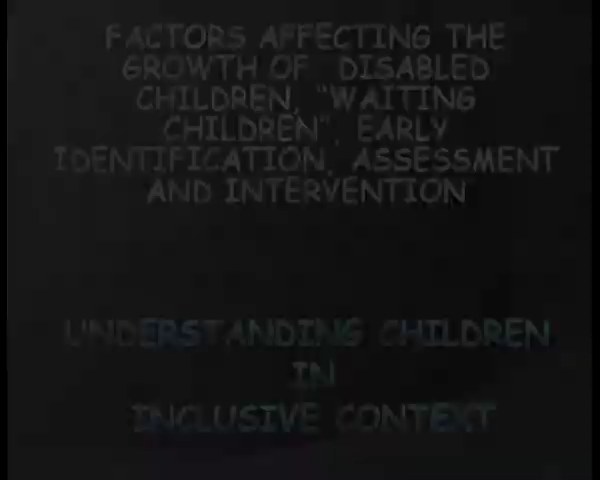 FACTORS AFFECTING THE
GROWTH OF DISABLED
CHILDREN, "WAITING
CHILDREN", EARLY
IDENTIFICATION, ASSESSMENT
AND INTERVENTION
UNDERSTANDING CHILDREN
IN
INCLUSIVE CONTEXT